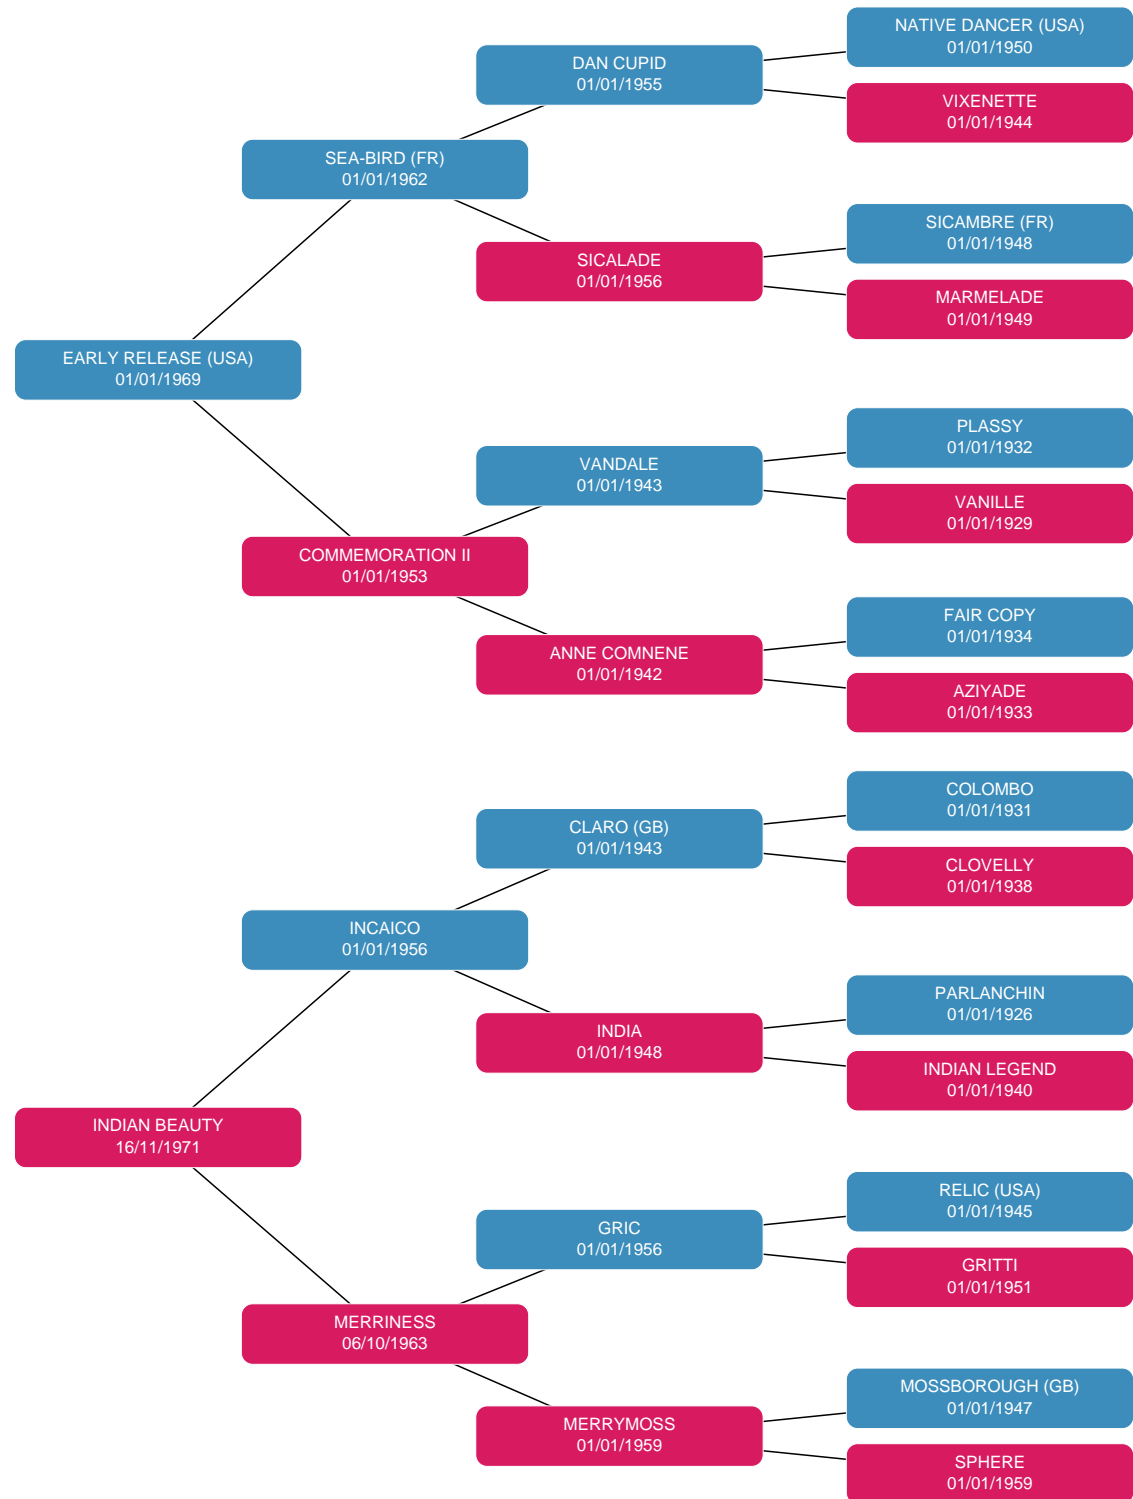 NATIVE DANCER (USA)
01/01/1950
DAN CUPID
01/01/1955
VIXENETTE
01/01/1944
SEA-BIRD (FR)
01/01/1962
SICAMBRE (FR)
01/01/1948
SICALADE
01/01/1956
MARMELADE
01/01/1949
EARLY RELEASE (USA)
01/01/1969
PLASSY
01/01/1932
VANDALE
01/01/1943
VANILLE
01/01/1929
COMMEMORATION II
01/01/1953
FAIR COPY
01/01/1934
ANNE COMNENE
01/01/1942
AZIYADE
01/01/1933
COLOMBO
01/01/1931
CLARO (GB)
01/01/1943
CLOVELLY
01/01/1938
INCAICO
01/01/1956
PARLANCHIN
01/01/1926
INDIA
01/01/1948
INDIAN LEGEND
01/01/1940
INDIAN BEAUTY
16/11/1971
RELIC (USA)
01/01/1945
GRIC
01/01/1956
GRITTI
01/01/1951
MERRINESS
06/10/1963
MOSSBOROUGH (GB)
01/01/1947
MERRYMOSS
01/01/1959
SPHERE
01/01/1959